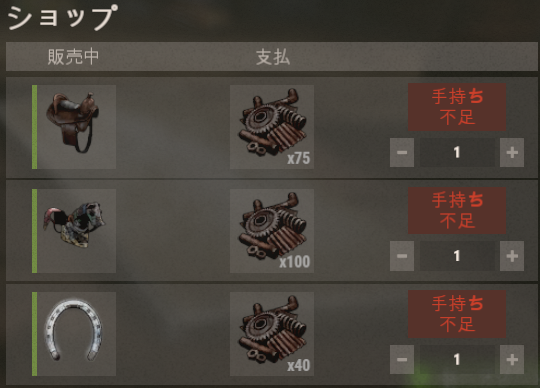 ショップ
販売中 支払
x75
手持ち
不足
- 1 +
x100
手持ち
不足
- 1 +
x40
手持ち
不足
- 1 +